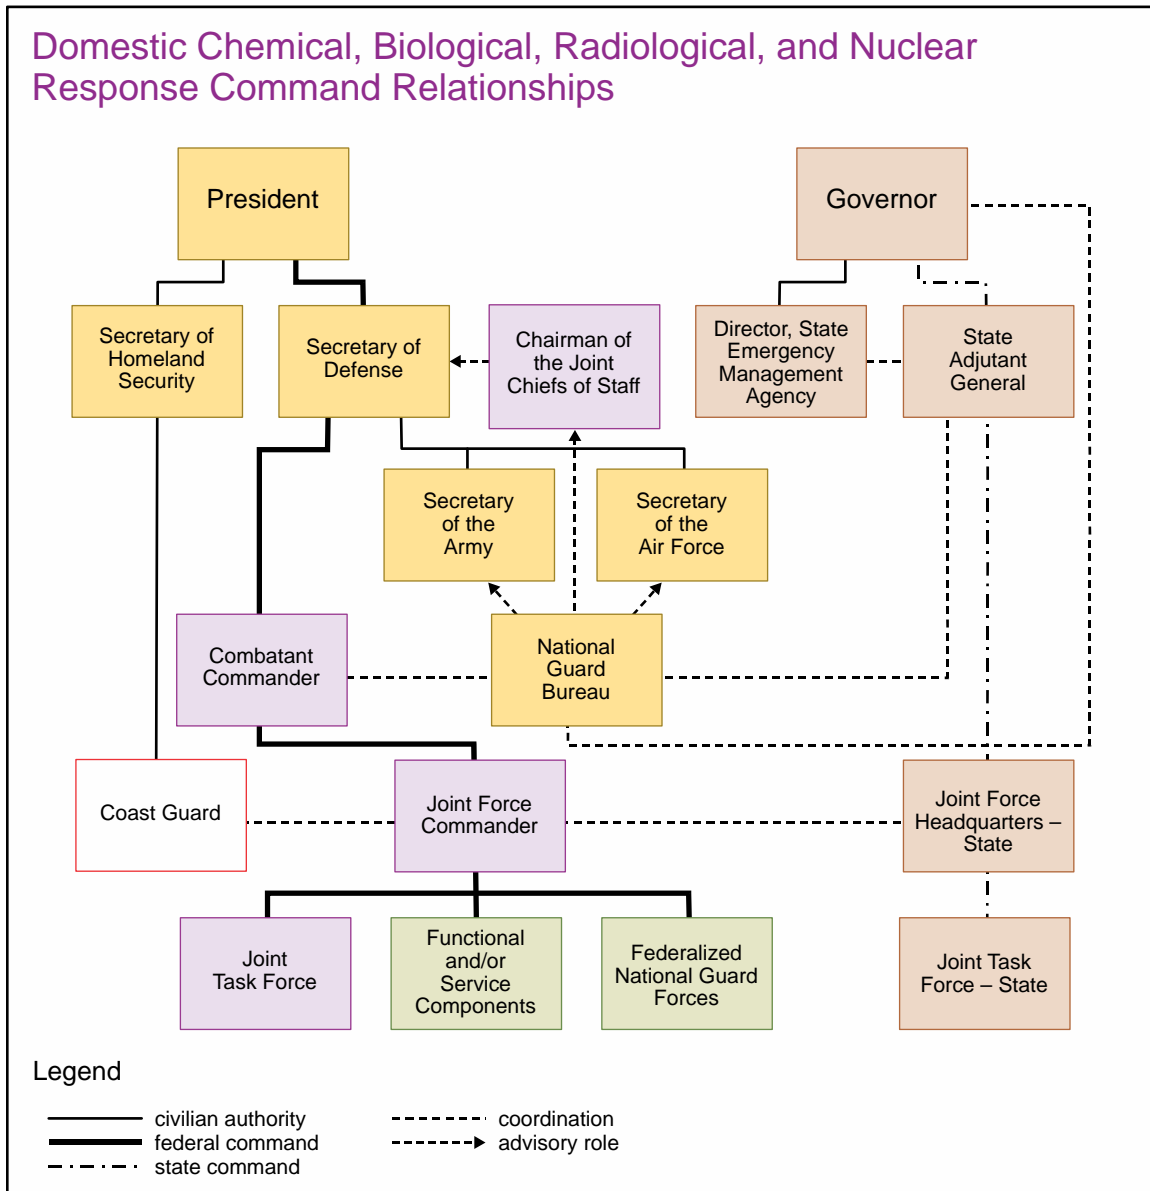 Domestic Chemical, Biological, Radiological, and Nuclear
Response Command Relationships
President
Governor
Secretary of
Homeland
Security
Secretary of
Defense
Chairman of
the Joint
Chiefs of Staff
Director, State
Emergency
Management
Agency
State
Adjutant
General
Secretary
of the
Army
Secretary
of the
Air Force
Combatant
Commander
National
Guard
Bureau
Coast Guard
Joint Force
Commander
Joint Force
Headquarters –
State
Joint
Task Force
Functional
and/or
Service
Components
Federalized
National Guard
Forces
Joint Task
Force – State
Legend
civilian authority
federal command
state command
coordination
advisory role